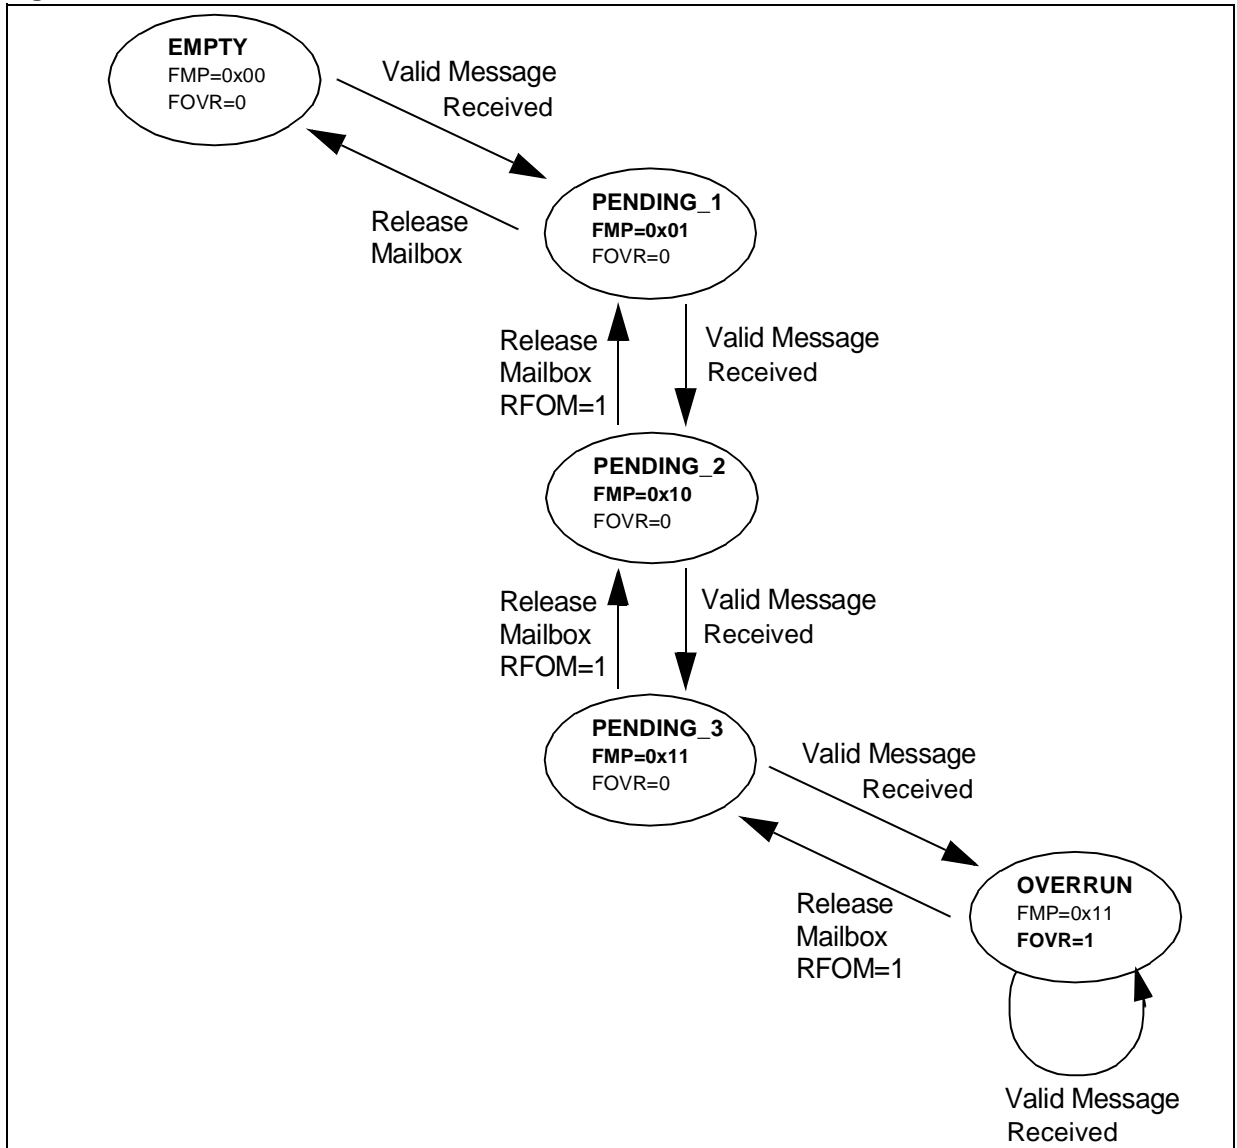 EMPTY
FMP=0x00
FOVR=0
Valid Message
Received
Release
Mailbox
PENDING_1
FMP=0x01
FOVR=0
Release
Mailbox
RFOM=1
Valid Message
Received
PENDING_2
FMP=0x10
FOVR=0
Release
Mailbox
RFOM=1
Valid Message
Received
PENDING_3
FMP=0x11
FOVR=0
Valid Message
Received
Release
Mailbox
RFOM=1
OVERRUN
FMP=0x11
FOVR=1
Valid Message
Received